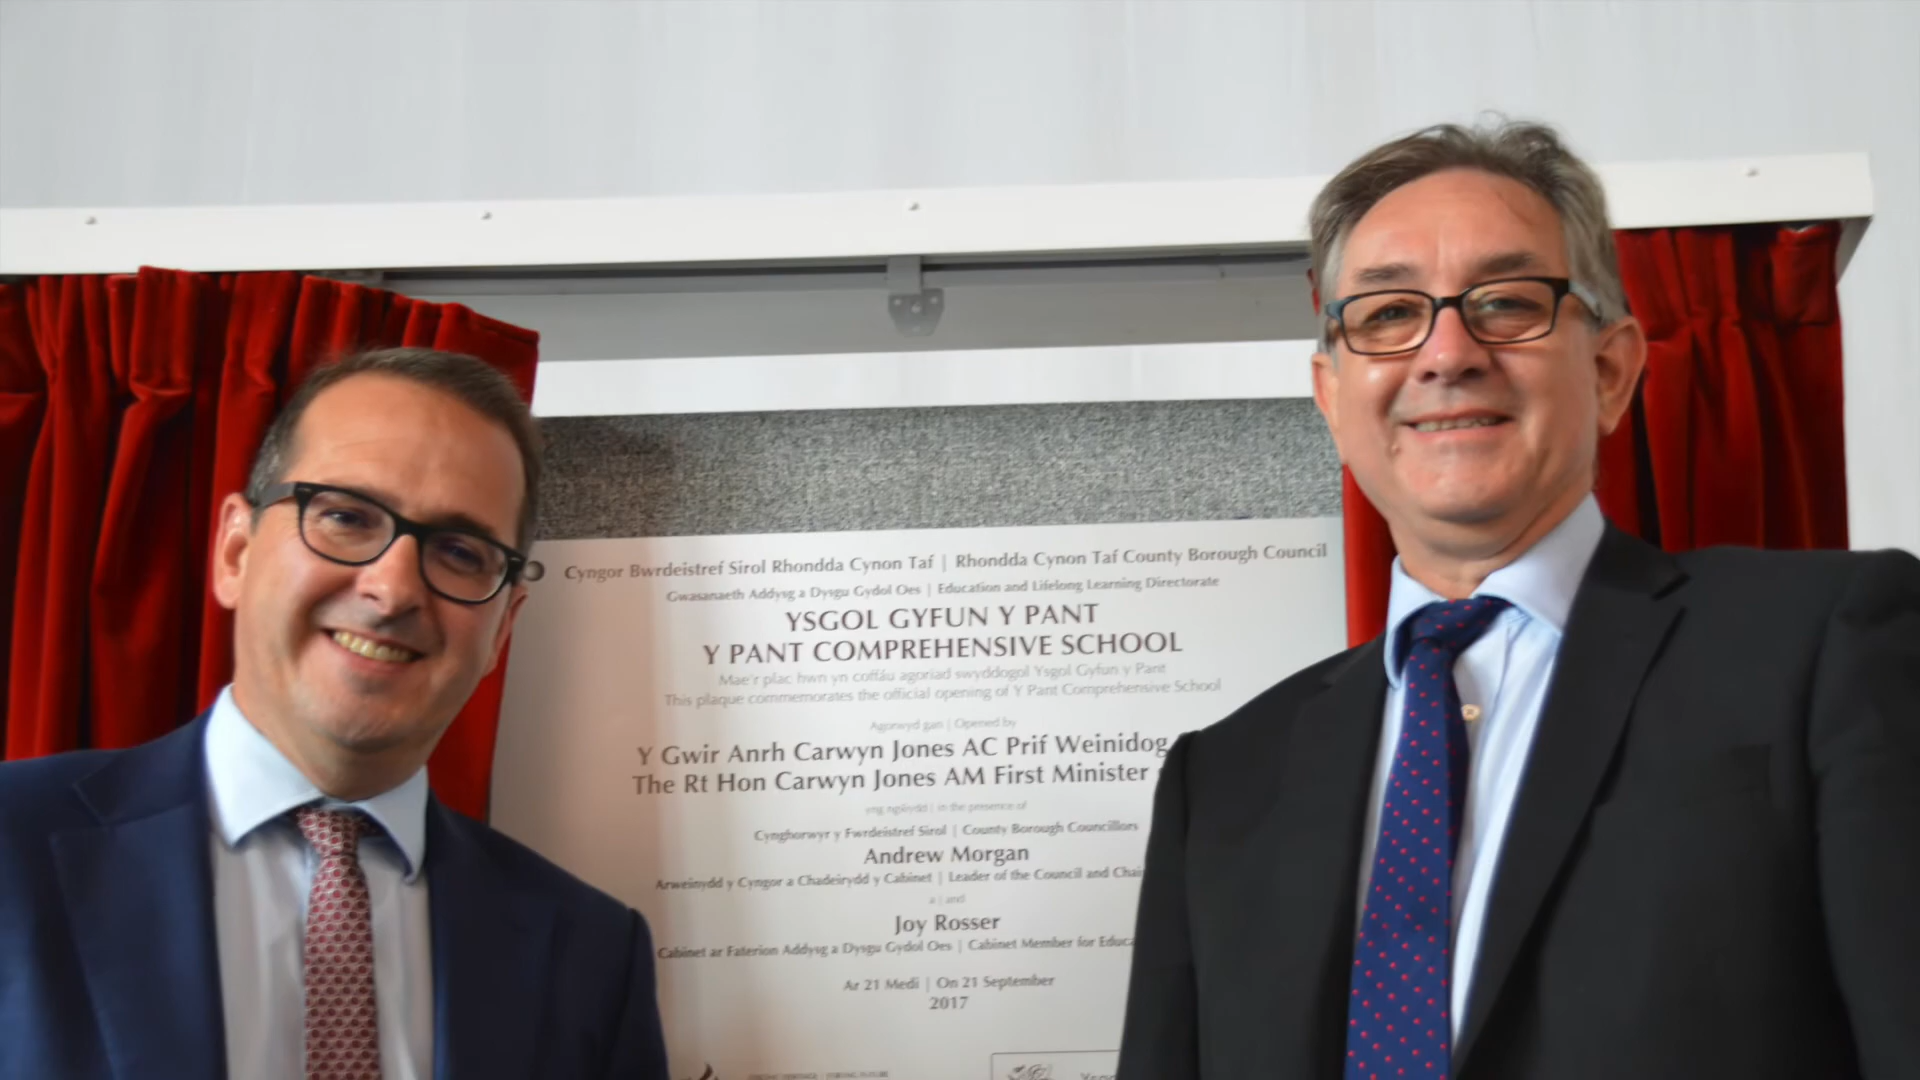 Cyngor Bwrdeistref Sirol Rhondda Cynon Taf | Rhondda Cynon Taf County Borough Council
Gwasanaeth Addysg a Dysgu Gydol Oes | Education and Lifelong Learning Directorate
YSGOL GYFUN Y PANT
Y PANT COMPREHENSIVE SCHOOL
Mae'r plac hwn yn coffáu agoriad swyddogol Ysgol Gyfun y Pant
This plaque commemorates the official opening of Y Pant Comprehensive School
Agorwyd gan | Opened by
Y Gwir Anrh Carwyn Jones AC Prif Weinidog
The Rt Hon Carwyn Jones AM First Minister
yng ngŵydd | in the presence of
Cynghorwyr y Fwrdeistref Sirol | County Borough Councillors
Andrew Morgan
Arweinydd y Cyngor a Chadeirydd y Cabinet | Leader of the Council and Chai
a | and
Joy Rosser
Cabinet ar Faterion Addysg a Dysgu Gydol Oes | Cabinet Member for Educa
Ar 21 Medi | On 21 September
2017